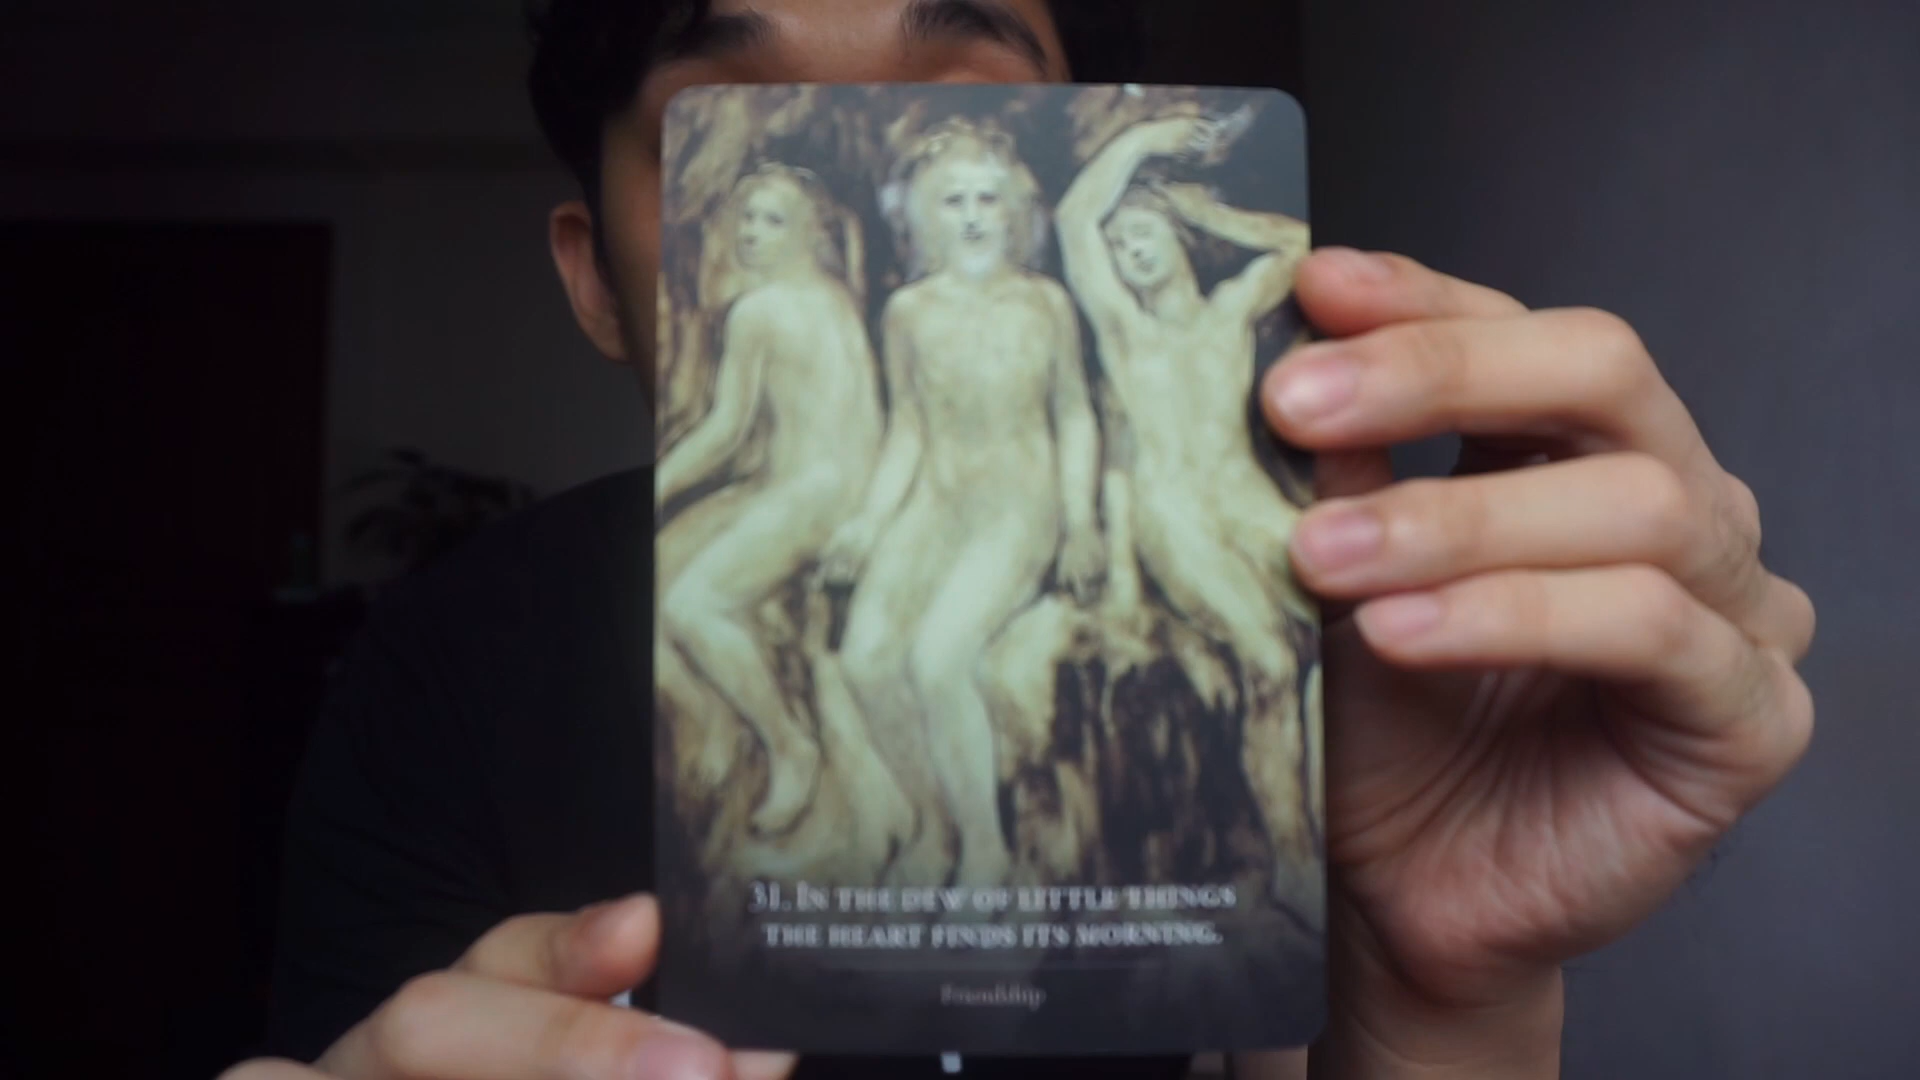 31. In the dew of little things
the heart finds its morning.
Friendship